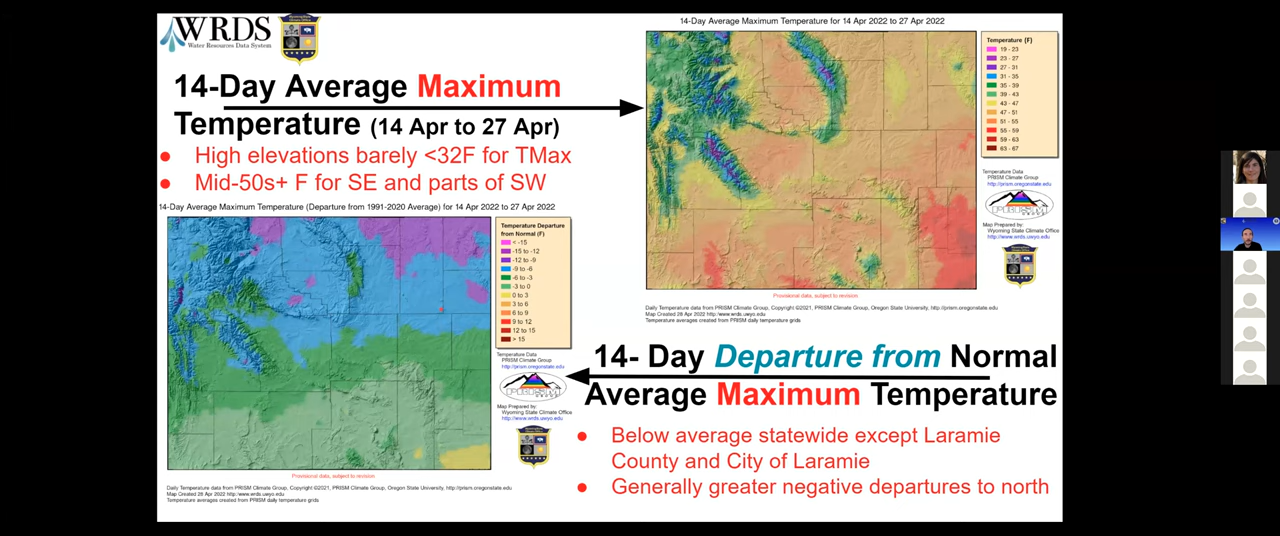 WRDS
Water Resources Data System
14-Day Average Maximum
Temperature (14 Apr to 27 Apr)
● High elevations barely <32F for TMax
● Mid-50s+ F for SE and parts of SW
14-Day Average Maximum Temperature for 14 Apr 2022 to 27 Apr 2022
Temperature (F)
19 - 23
23 - 27
27 - 31
31 - 35
35 - 39
39 - 43
43 - 47
47 - 51
51 - 55
55 - 59
59 - 63
63 - 67
Temperature Data
PRISM Climate Group
http://prism.oregonstate.edu
PRISM
GROUP
Map Prepared by:
Wyoming State Climate Office
http://www.wrds.uwyo.edu
Provisional data, subject to revision
Daily Temperature data from PRISM Climate Group, Copyright ©2021, PRISM Climate Group, Oregon State University, http://prism.oregonstate.edu
Map Created 28 Apr 2022 http://www.wrds.uwyo.edu
Temperature averages created from PRISM daily temperature grids
14-Day Average Maximum Temperature (Departure from 1991-2020 Average) for 14 Apr 2022 to 27 Apr 2022
Temperature Departure
from Normal (F)
< -15
-15 to -12
-12 to -9
-9 to -6
-6 to -3
-3 to 0
0 to 3
3 to 6
6 to 9
9 to 12
12 to 15
> 15
Temperature Data
PRISM Climate Group
http://prism.oregonstate.edu
PRISM
GROUP
Map Prepared by:
Wyoming State Climate Office
http://www.wrds.uwyo.edu
Provisional data, subject to revision
Daily Temperature data from PRISM Climate Group, Copyright ©2021, PRISM Climate Group, Oregon State University, http://prism.oregonstate.edu
Map Created 28 Apr 2022 http://www.wrds.uwyo.edu
Temperature averages created from PRISM daily temperature grids
14- Day Departure from Normal
Average Maximum Temperature
● Below average statewide except Laramie
County and City of Laramie
● Generally greater negative departures to north